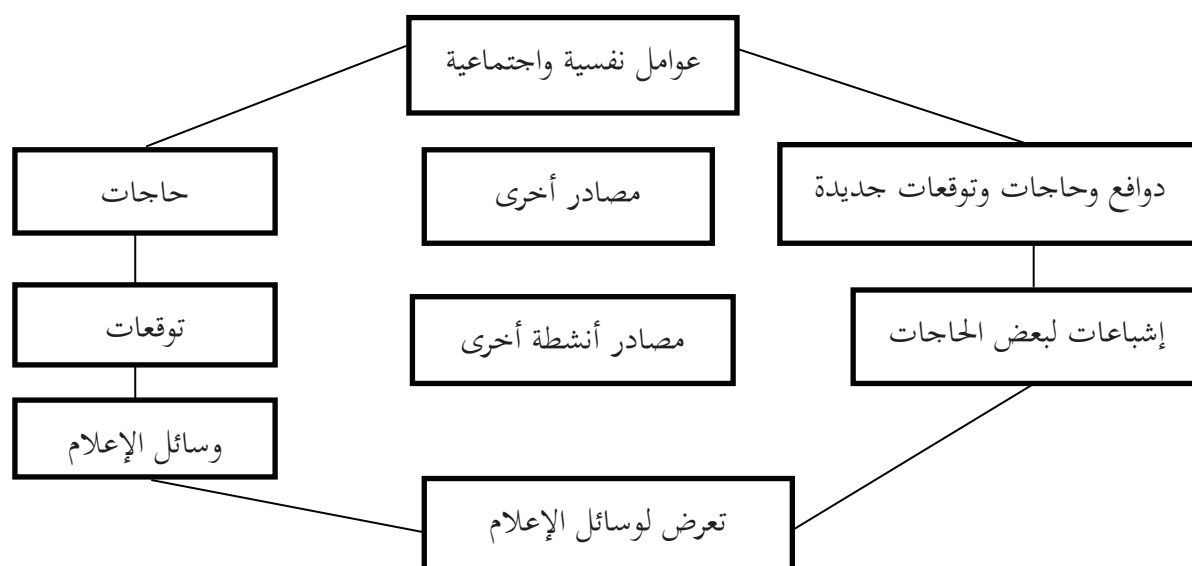 عوامل نفسية واجتماعية
دوافع وحاجات وتوقعات جديدة
مصادر أخرى
حاجات
إشباعات لبعض الحاجات
مصادر أنشطة أخرى
توقعات
وسائل الإعلام
تعرض لوسائل الإعلام